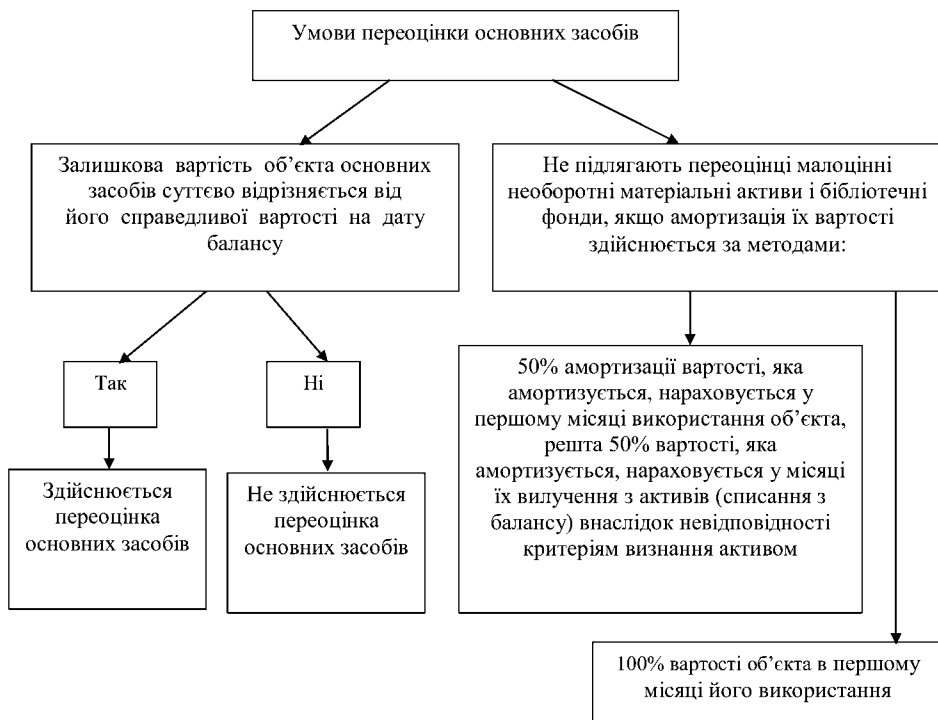 Умови переоцінки основних засобів
Залишкова вартість об’єкта основних
засобів суттєво відрізняється від
його справедливої вартості на дату
балансу
Не підлягають переоцінці малоцінні
необоротні матеріальні активи і бібліотечні
фонди, якщо амортизація їх вартості
здійснюється за методами:
Так
Ні
Здійснюється
переоцінка
основних засобів
Не здійснюється
переоцінка
основних засобів
50% амортизації вартості, яка
амортизується, нараховується у
першому місяці використання об’єкта,
решта 50% вартості, яка
амортизується, нараховується у місяці
їх вилучення з активів (списання з
балансу) внаслідок невідповідності
критеріям визнання активом
100% вартості об’єкта в першому
місяці його використання